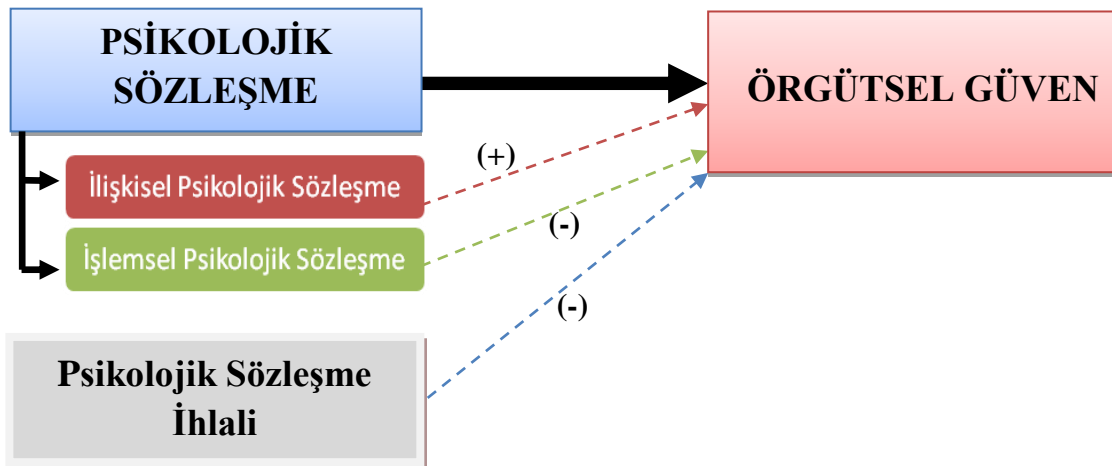 PSİKOLOJİK
SÖZLEŞME
ÖRGÜTSEL GÜVEN
(+)
İlişkisel Psikolojik Sözleşme
(-)
İşlemsel Psikolojik Sözleşme
(-)
Psikolojik Sözleşme
İhlali